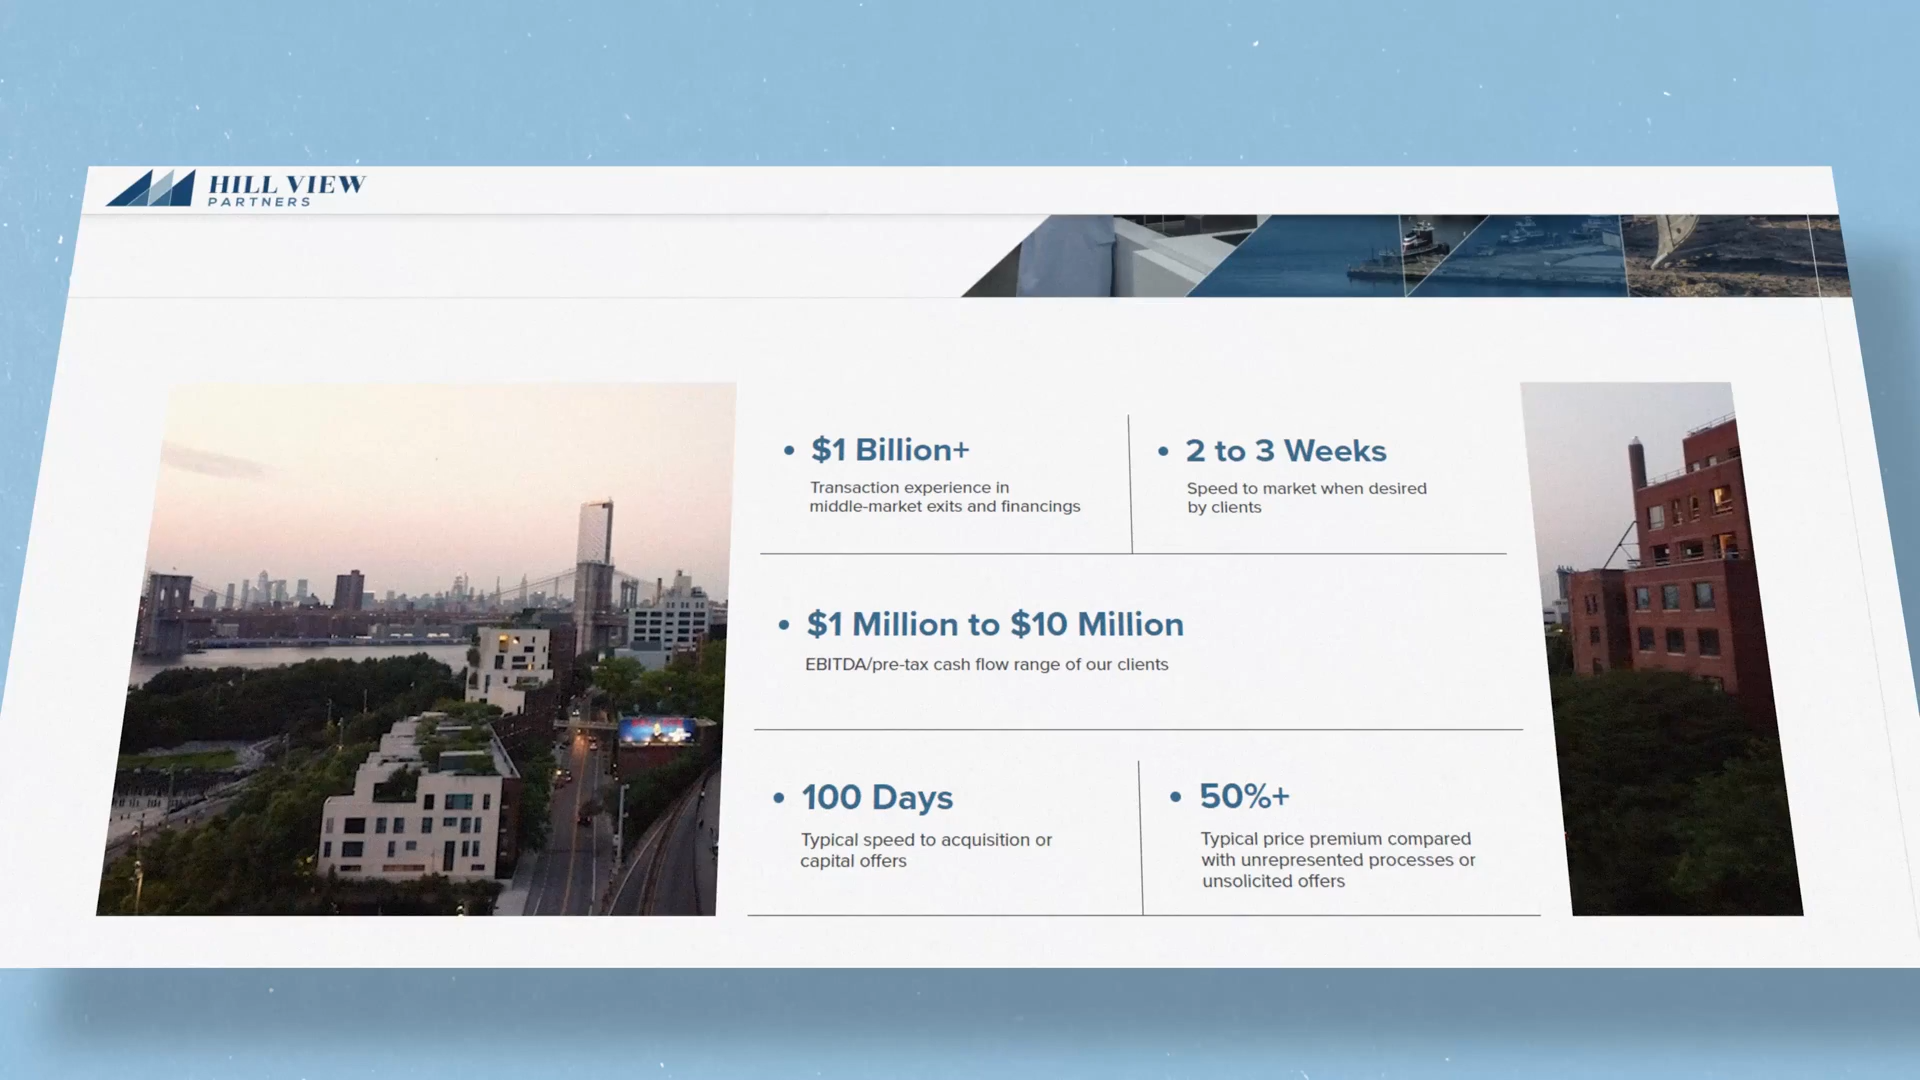 HILL VIEW
PARTNERS
• $1 Billion+
Transaction experience in
middle-market exits and financings
• 2 to 3 Weeks
Speed to market when desired
by clients
• $1 Million to $10 Million
EBITDA/pre-tax cash flow range of our clients
• 100 Days
Typical speed to acquisition or
capital offers
• 50%+
Typical price premium compared
with unrepresented processes or
unsolicited offers